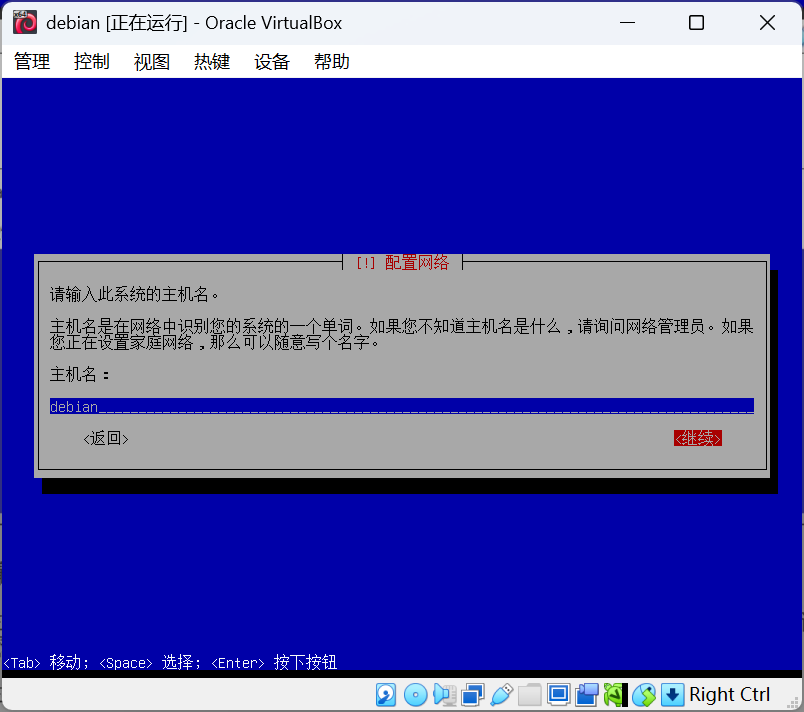 debian [正在运行] - Oracle VirtualBox
管理 控制 视图 热键 设备 帮助
[!] 配置网络
请输入此系统的主机名。
主机名是在网络中识别您的系统的一个单词。如果您不知道主机名是什么，请询问网络管理员。如果
您正在设置家庭网络，那么可以随意写个名字。
主机名：
debian
<返回> <继续>
<Tab> 移动; <Space> 选择; <Enter> 按下按钮
Right Ctrl